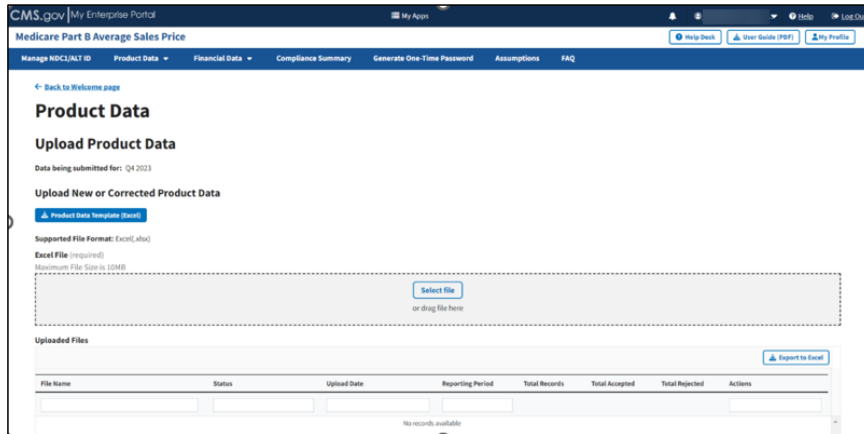 CMS.gov My Enterprise Portal
My Apps
Help
Log Ou
Medicare Part B Average Sales Price
Help Desk
User Guide (PDF)
My Profile
Manage NDC1/ALT ID Product Data Financial Data Compliance Summary Generate One-Time Password Assumptions FAQ
Back to Welcome page
Product Data
Upload Product Data
Data being submitted for: Q4 2023
Upload New or Corrected Product Data
Product Data Template (Excel)
Supported File Format: Excel(.xlsx)
Excel File (required)
Maximum File Size is 10MB
Select file
or drag file here
Uploaded Files
Export to Excel
File Name Status Upload Date Reporting Period Total Records Total Accepted Total Rejected Actions
No records available